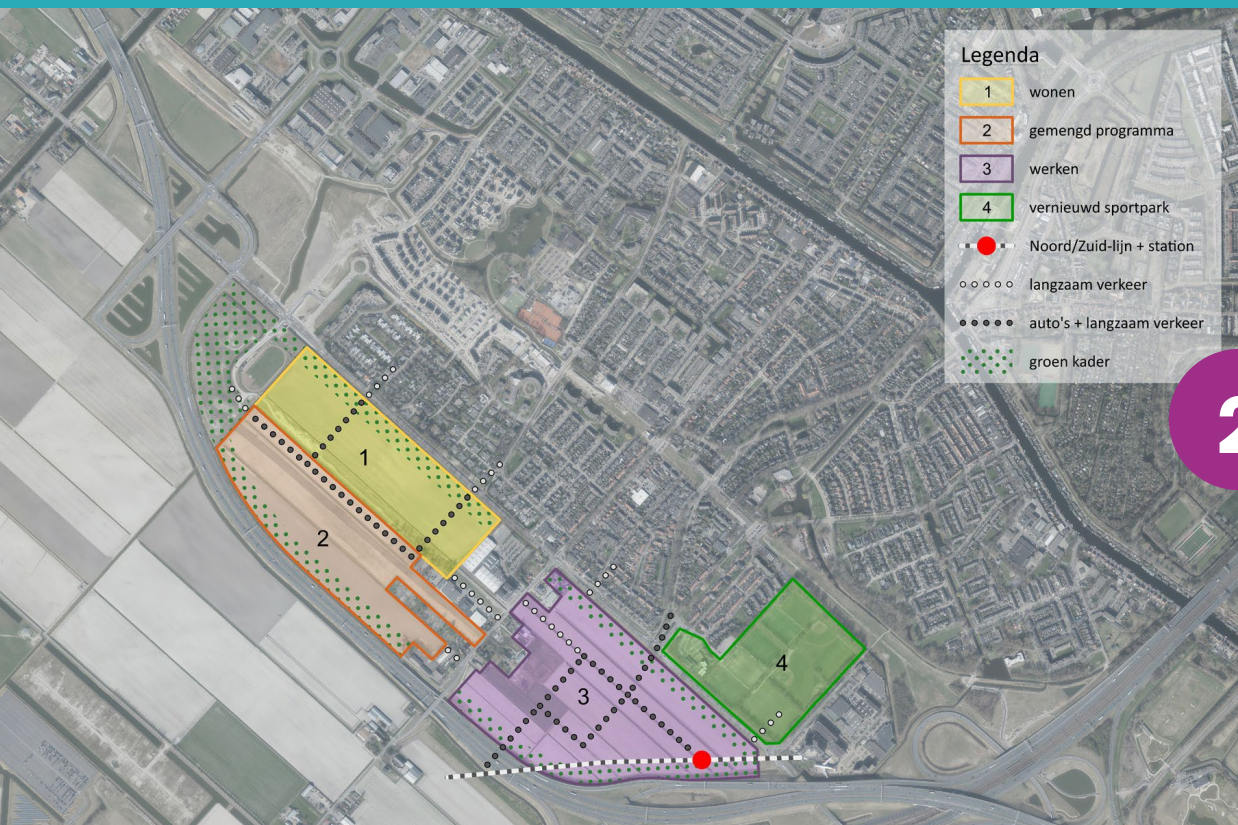 Legenda
1 wonen
2 gemengd programma
3 werken
4 vernieuwd sportpark
Noord/Zuid-lijn + station
langzaam verkeer
auto's + langzaam verkeer
groen kader
2
1
2
3
4